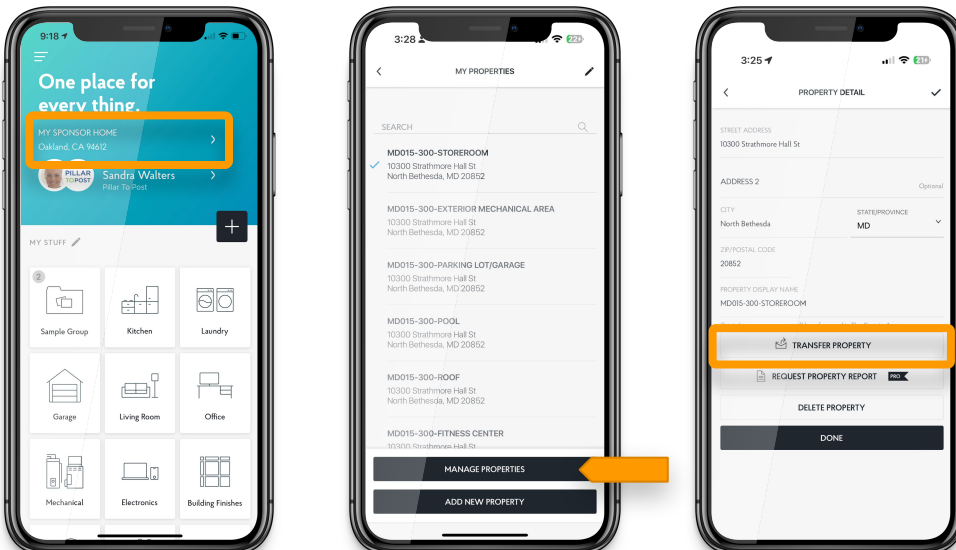 9:18
One place for
every thing.
MY SPONSOR HOME
Oakland, CA 94612
PILLAR
TO POST
Sandra Walters
Pillar To Post
MY STUFF
2
Sample Group
Kitchen
Laundry
Garage
Living Room
Office
Mechanical
Electronics
Building Finishes
3:28
22
MY PROPERTIES
SEARCH
MD015-300-STOREROOM
10300 Strathmore Hall St
North Bethesda, MD 20852
MD015-300-EXTERIOR MECHANICAL AREA
10300 Strathmore Hall St
North Bethesda, MD 20852
MD015-300-PARKING LOT/GARAGE
10300 Strathmore Hall St
North Bethesda, MD 20852
MD015-300-POOL
10300 Strathmore Hall St
North Bethesda, MD 20852
MD015-300-ROOF
10300 Strathmore Hall St
North Bethesda, MD 20852
MD015-300-FITNESS CENTER
10300 Strathmore Hall St
MANAGE PROPERTIES
ADD NEW PROPERTY
3:25
21
PROPERTY DETAIL
STREET ADDRESS
10300 Strathmore Hall St
ADDRESS 2
Optional
CITY
STATE/PROVINCE
North Bethesda
MD
ZIP/POSTAL CODE
20852
PROPERTY DISPLAY NAME
MD015-300-STOREROOM
TRANSFER PROPERTY
REQUEST PROPERTY REPORT PRO
DELETE PROPERTY
DONE